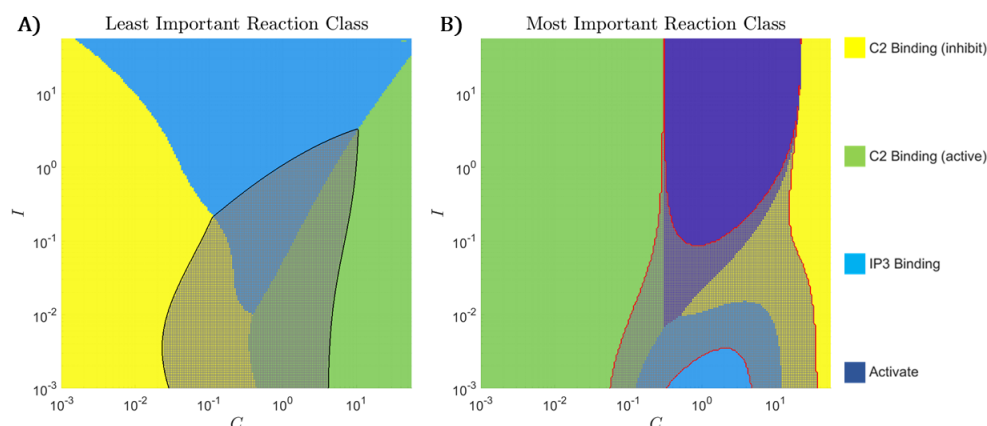 A) Least Important Reaction Class
B) Most Important Reaction Class
10^1
10^0
10^-1
10^-2
10^-3
I
10^-3 10^-2 10^-1 10^0 10^1
C
10^1
10^0
10^-1
10^-2
10^-3
I
10^-3 10^-2 10^-1 10^0 10^1
C
C2 Binding (inhibit)
C2 Binding (active)
IP3 Binding
Activate